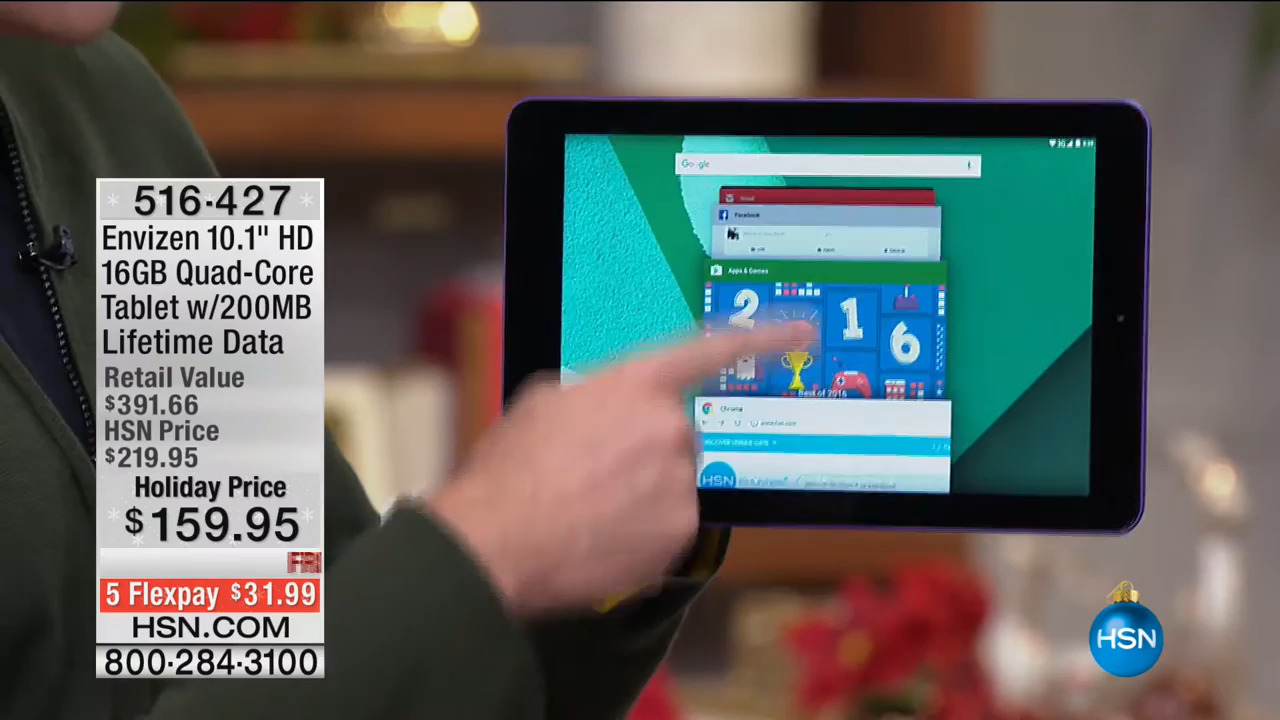 516-427
Envizen 10.1" HD
16GB Quad-Core
Tablet w/200MB
Lifetime Data
Retail Value
$391.66
HSN Price
$219.95
Holiday Price
$159.95
5 Flexpay $31.99
HSN.COM
800-284-3100
Google
Facebook
Apps & Games
2 1 6
Best of 2016
Chrome
HSN
HSN